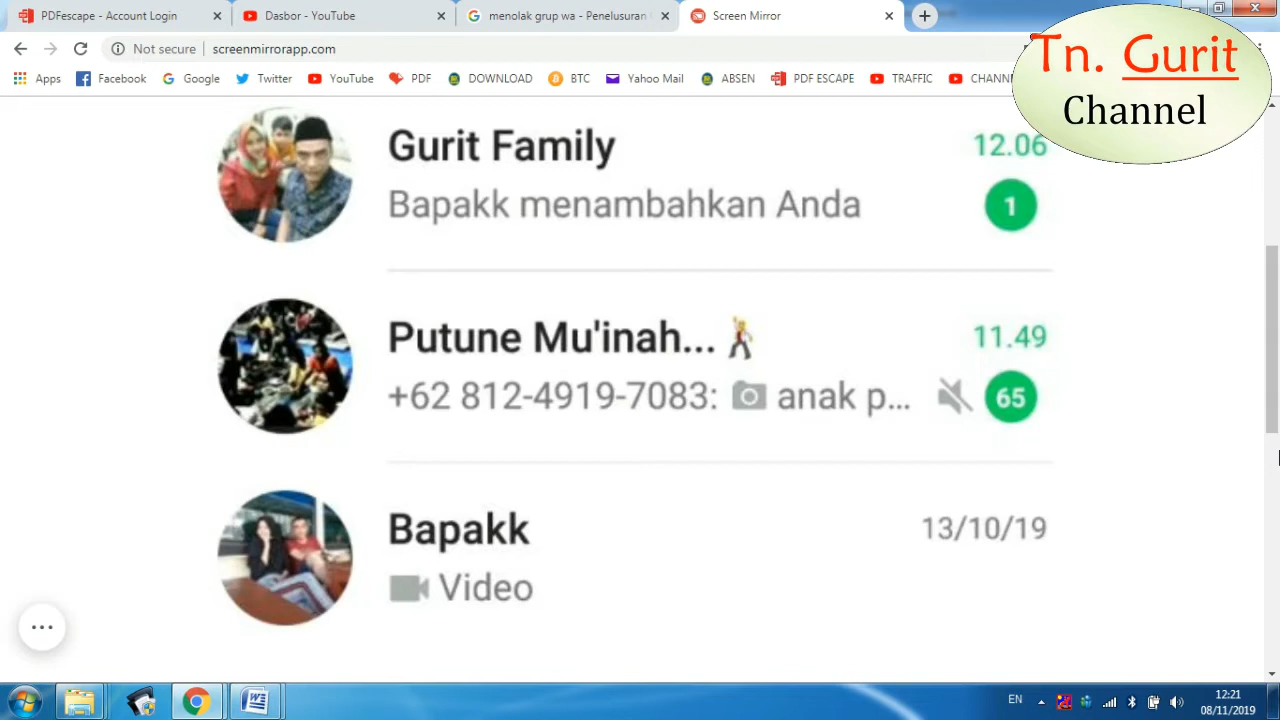 PDFescape - Account Login
Dasbor - YouTube
menolak grup wa - Penelusuran
Screen Mirror
Not secure
screenmirrorapp.com
Apps
Facebook
Google
Twitter
YouTube
PDF
DOWNLOAD
BTC
Yahoo Mail
ABSEN
PDF ESCAPE
TRAFFIC
CHANN
Tn. Gurit
Channel
Gurit Family
12.06
Bapakk menambahkan Anda
1
Putune Mu'inah...
11.49
+62 812-4919-7083: anak p...
65
Bapakk
13/10/19
Video
EN
12:21
08/11/2019